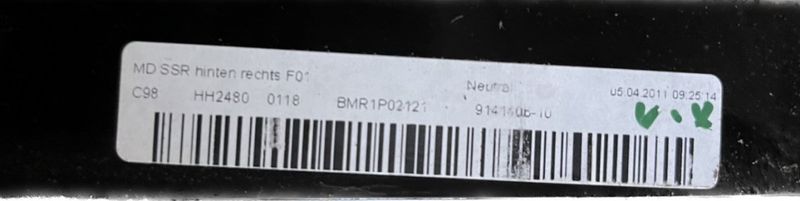 MD SSR hinten rechts F01 Neutral 05.04.2011 09:25:14
C98 HH2480 0118 BMR1P02121